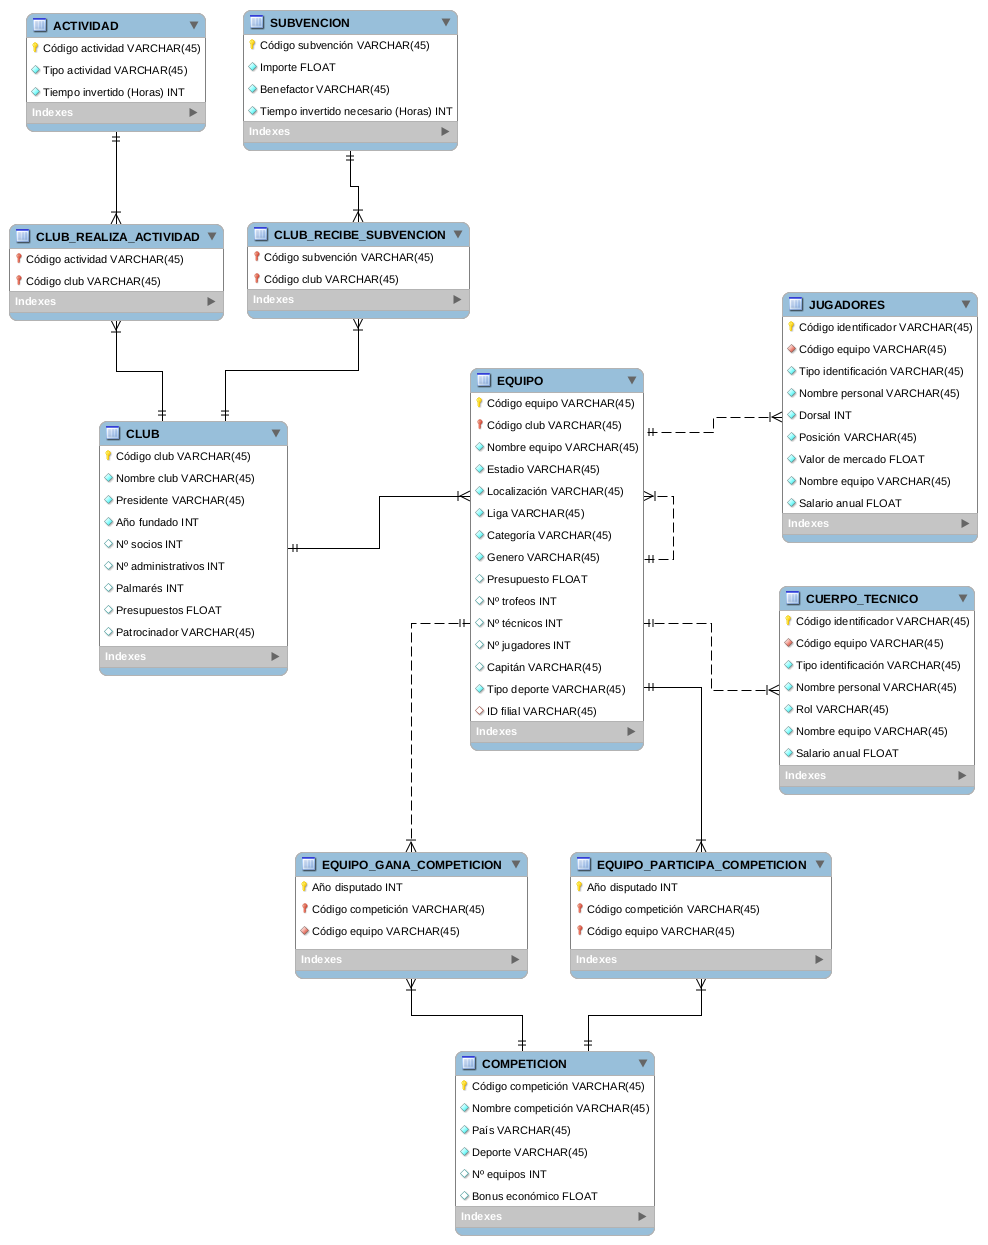 ACTIVIDAD
Código actividad VARCHAR(45)
Tipo actividad VARCHAR(45)
Tiempo invertido (Horas) INT
Indexes
SUBVENCION
Código subvención VARCHAR(45)
Importe FLOAT
Benefactor VARCHAR(45)
Tiempo invertido necesario (Horas) INT
Indexes
CLUB_REALIZA_ACTIVIDAD
Código actividad VARCHAR(45)
Código club VARCHAR(45)
Indexes
CLUB_RECIBE_SUBVENCION
Código subvención VARCHAR(45)
Código club VARCHAR(45)
Indexes
JUGADORES
Código identificador VARCHAR(45)
Código equipo VARCHAR(45)
Tipo identificación VARCHAR(45)
Nombre personal VARCHAR(45)
Dorsal INT
Posición VARCHAR(45)
Valor de mercado FLOAT
Nombre equipo VARCHAR(45)
Salario anual FLOAT
Indexes
EQUIPO
Código equipo VARCHAR(45)
Código club VARCHAR(45)
Nombre equipo VARCHAR(45)
Estadio VARCHAR(45)
Localización VARCHAR(45)
Liga VARCHAR(45)
Categoría VARCHAR(45)
Genero VARCHAR(45)
Presupuesto FLOAT
Nº trofeos INT
Nº técnicos INT
Nº jugadores INT
Capitán VARCHAR(45)
Tipo deporte VARCHAR(45)
ID filial VARCHAR(45)
Indexes
CLUB
Código club VARCHAR(45)
Nombre club VARCHAR(45)
Presidente VARCHAR(45)
Año fundado INT
Nº socios INT
Nº administrativos INT
Palmarés INT
Presupuestos FLOAT
Patrocinador VARCHAR(45)
Indexes
CUERPO_TECNICO
Código identificador VARCHAR(45)
Código equipo VARCHAR(45)
Tipo identificación VARCHAR(45)
Nombre personal VARCHAR(45)
Rol VARCHAR(45)
Nombre equipo VARCHAR(45)
Salario anual FLOAT
Indexes
EQUIPO_GANA_COMPETICION
Año disputado INT
Código competición VARCHAR(45)
Código equipo VARCHAR(45)
Indexes
EQUIPO_PARTICIPA_COMPETICION
Año disputado INT
Código competición VARCHAR(45)
Código equipo VARCHAR(45)
Indexes
COMPETICION
Código competición VARCHAR(45)
Nombre competición VARCHAR(45)
País VARCHAR(45)
Deporte VARCHAR(45)
Nº equipos INT
Bonus económico FLOAT
Indexes